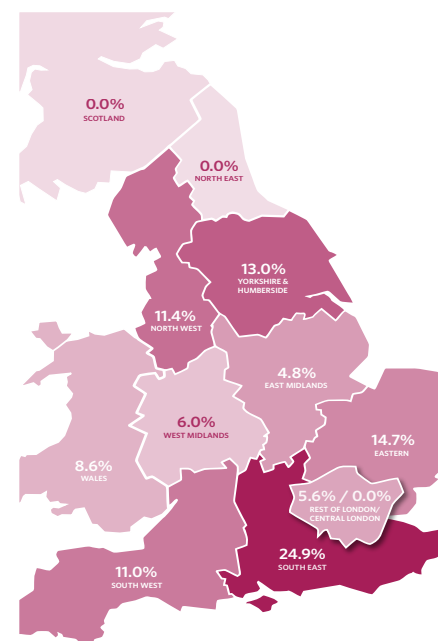 0.0%
SCOTLAND
0.0%
NORTH EAST
13.0%
YORKSHIRE &
HUMBERSIDE
11.4%
NORTH WEST
4.8%
EAST MIDLANDS
6.0%
WEST MIDLANDS
14.7%
EASTERN
8.6%
WALES
5.6% / 0.0%
REST OF LONDON/
CENTRAL LONDON
24.9%
SOUTH EAST
11.0%
SOUTH WEST